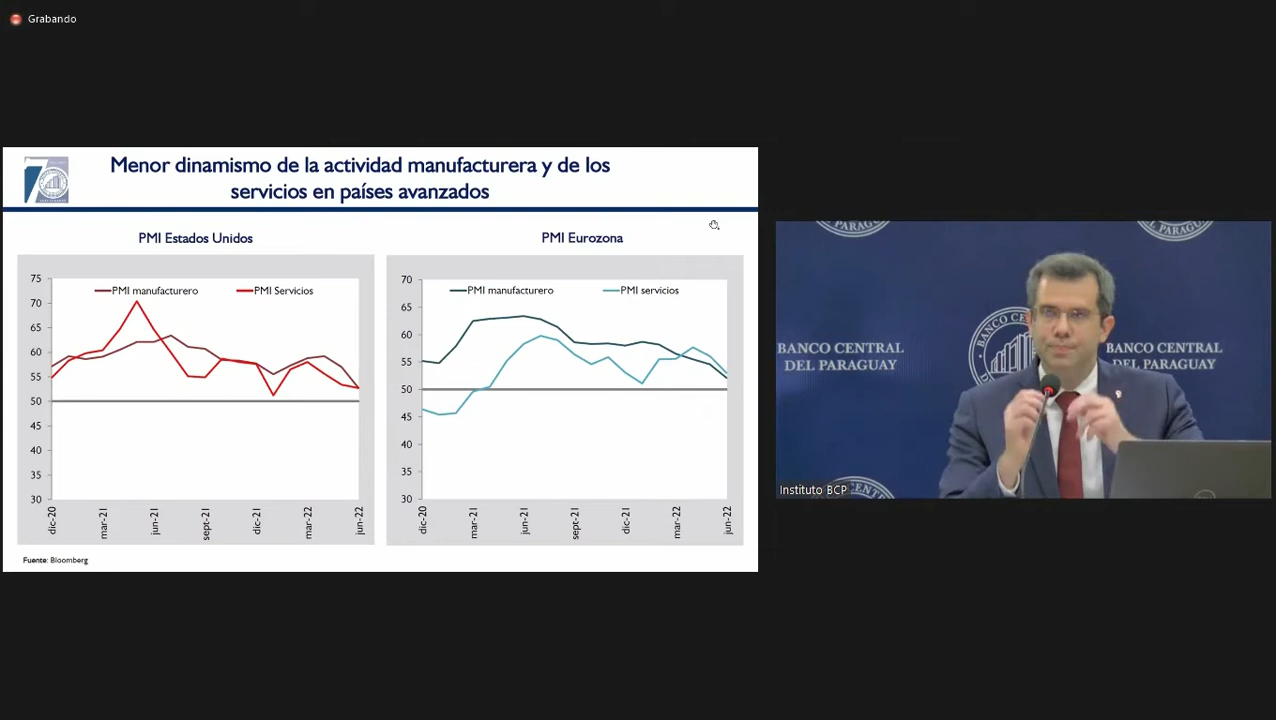 Grabando
Menor dinamismo de la actividad manufacturera y de los
servicios en países avanzados
70
PMI Estados Unidos
PMI manufacturero
PMI Servicios
75
70
65
60
55
50
45
40
35
30
dic-20
mar-21
jun-21
sept-21
dic-21
mar-22
jun-22
PMI Eurozona
PMI manufacturero
PMI servicios
70
65
60
55
50
45
40
35
30
dic-20
mar-21
jun-21
sept-21
dic-21
mar-22
jun-22
Fuente: Bloomberg
BANCO CENTRAL
DEL PARAGUAY
BANCO CE
BANCO CENTRAL
DEL PARAGUAY
Instituto BCP